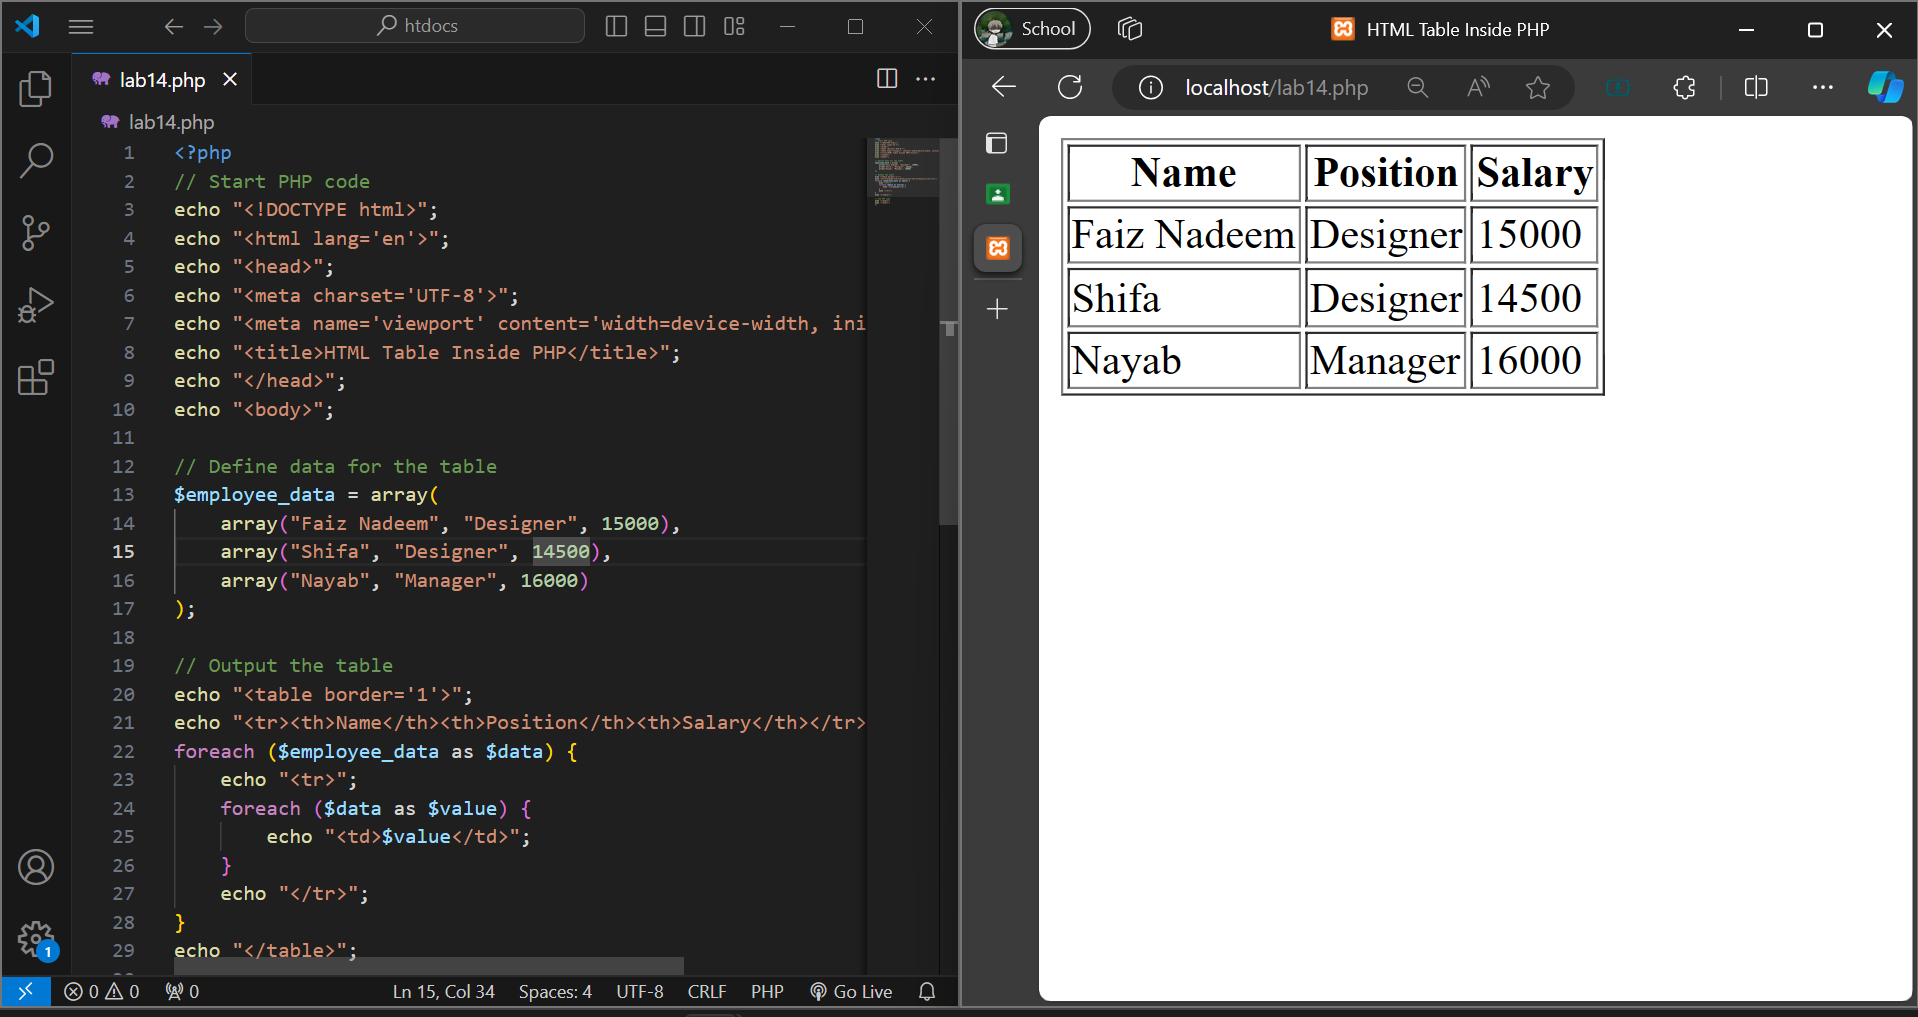 htdocs
lab14.php
lab14.php
1 <?php
2 // Start PHP code
3 echo "<!DOCTYPE html>";
4 echo "<html lang='en'>";
5 echo "<head>";
6 echo "<meta charset='UTF-8'>";
7 echo "<meta name='viewport' content='width=device-width, ini
8 echo "<title>HTML Table Inside PHP</title>";
9 echo "</head>";
10 echo "<body>";
11
12 // Define data for the table
13 $employee_data = array(
14     array("Faiz Nadeem", "Designer", 15000),
15     array("Shifa", "Designer", 14500),
16     array("Nayab", "Manager", 16000)
17 );
18
19 // Output the table
20 echo "<table border='1'>";
21 echo "<tr><th>Name</th><th>Position</th><th>Salary</th></tr>
22 foreach ($employee_data as $data) {
23     echo "<tr>";
24     foreach ($data as $value) {
25         echo "<td>$value</td>";
26     }
27     echo "</tr>";
28 }
29 echo "</table>";
1
0 0 0 Ln 15, Col 34 Spaces: 4 UTF-8 CRLF PHP Go Live
School HTML Table Inside PHP
localhost/lab14.php
Name Position Salary
Faiz Nadeem Designer 15000
Shifa Designer 14500
Nayab Manager 16000